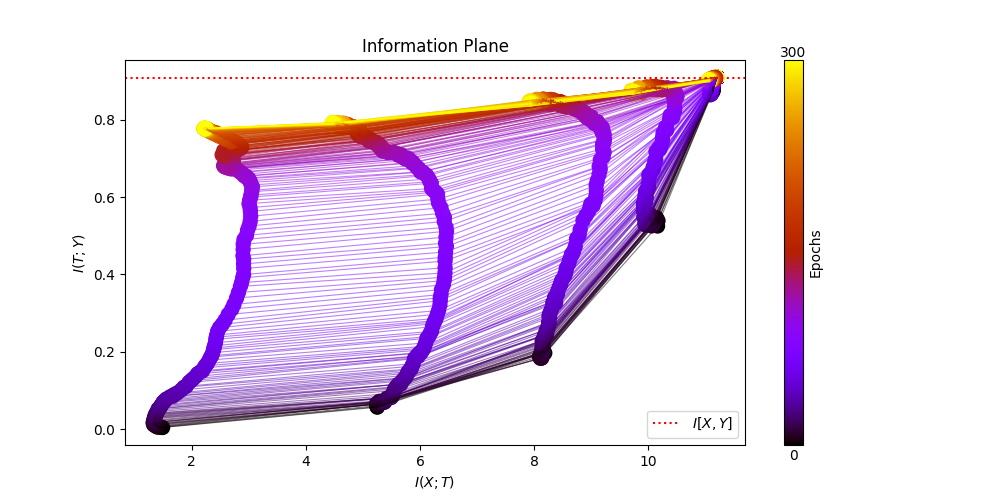 Information Plane
300
0.8
0.6
0.4
0.2
0.0
I(T; Y)
2
4
6
8
10
I(X; T)
I[X, Y]
Epochs
0